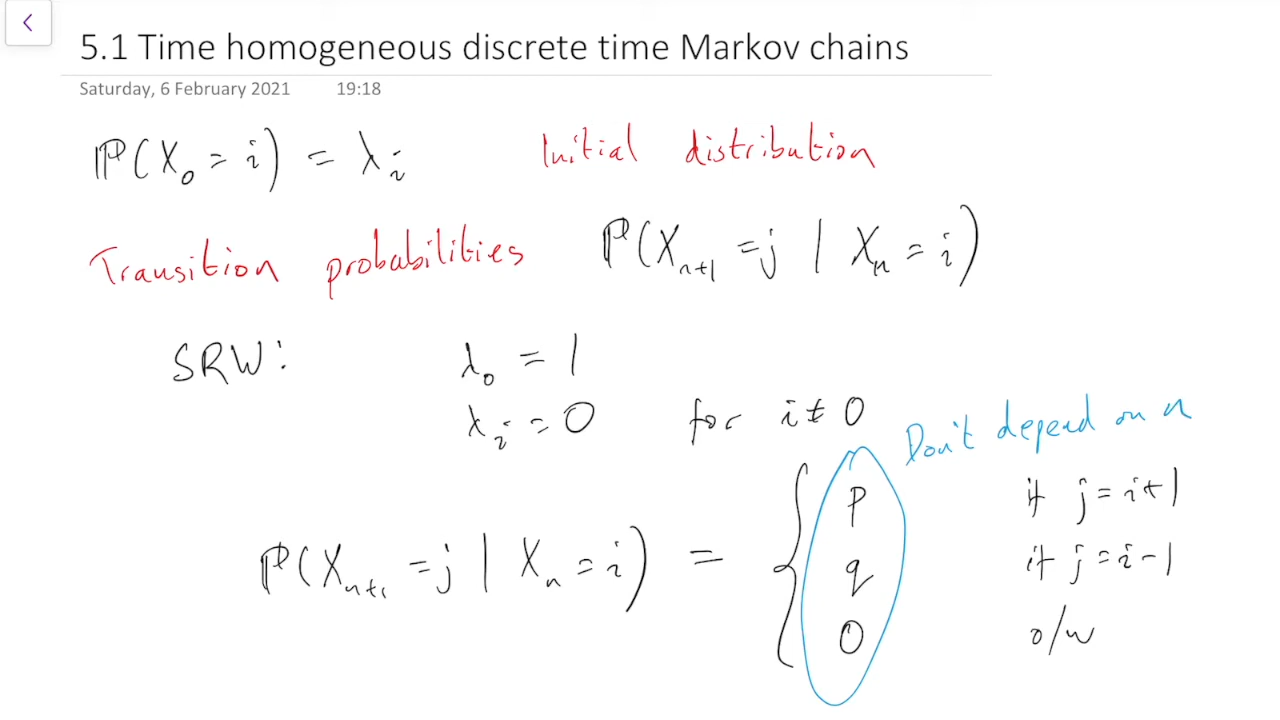 5.1 Time homogeneous discrete time Markov chains
Saturday, 6 February 2021 19:18
ℙ(X₀ = i) = λᵢ Initial distribution
Transition probabilities ℙ(Xₙ₊₁ = j | Xₙ = i)
SRW: λ₀ = 1
λᵢ = 0 for i ≠ 0
Don't depend on n
p if j = i+1
ℙ(Xₙ₊₁ = j | Xₙ = i) = { q if j = i-1
0 o/w